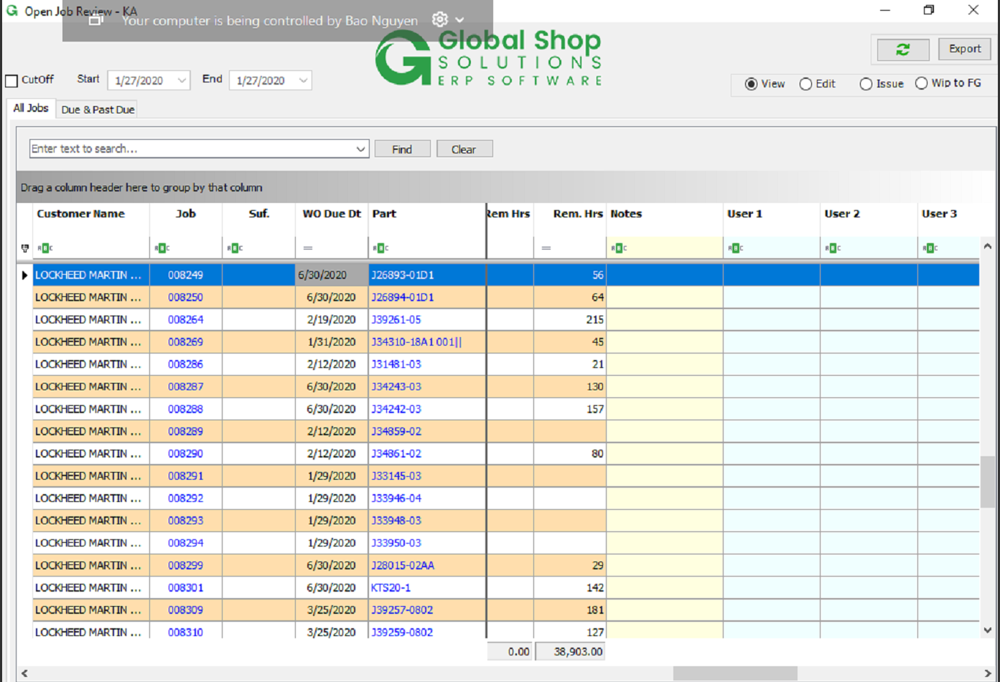 Open Job Review - KA
Your computer is being controlled by Bao Nguyen
Global Shop
SOLUTIONS
ERP SOFTWARE
Export
CutOff Start 1/27/2020 End 1/27/2020
View Edit Issue Wip to FG
All Jobs Due & Past Due
Enter text to search... Find Clear
Drag a column header here to group by that column
Customer Name Job Suf. WO Due Dt Part Rem Hrs Rem. Hrs Notes User 1 User 2 User 3
ABC ABC ABC = ABC = ABC ABC ABC ABC
LOCKHEED MARTIN ... 008249 6/30/2020 J26893-01D1 56
LOCKHEED MARTIN ... 008250 6/30/2020 J26894-01D1 64
LOCKHEED MARTIN ... 008264 2/19/2020 J39261-05 215
LOCKHEED MARTIN ... 008269 1/31/2020 J34310-18A1 001|| 45
LOCKHEED MARTIN ... 008286 2/12/2020 J31481-03 21
LOCKHEED MARTIN ... 008287 6/30/2020 J34243-03 130
LOCKHEED MARTIN ... 008288 6/30/2020 J34242-03 157
LOCKHEED MARTIN ... 008289 2/12/2020 J34859-02
LOCKHEED MARTIN ... 008290 2/12/2020 J34861-02 80
LOCKHEED MARTIN ... 008291 1/29/2020 J33145-03
LOCKHEED MARTIN ... 008292 1/29/2020 J33946-04
LOCKHEED MARTIN ... 008293 1/29/2020 J33948-03
LOCKHEED MARTIN ... 008294 1/29/2020 J33950-03
LOCKHEED MARTIN ... 008299 6/30/2020 J28015-02AA 29
LOCKHEED MARTIN ... 008301 6/30/2020 KTS20-1 142
LOCKHEED MARTIN ... 008309 3/25/2020 J39257-0802 181
LOCKHEED MARTIN ... 008310 3/25/2020 J39259-0802 127
0.00 38,903.00